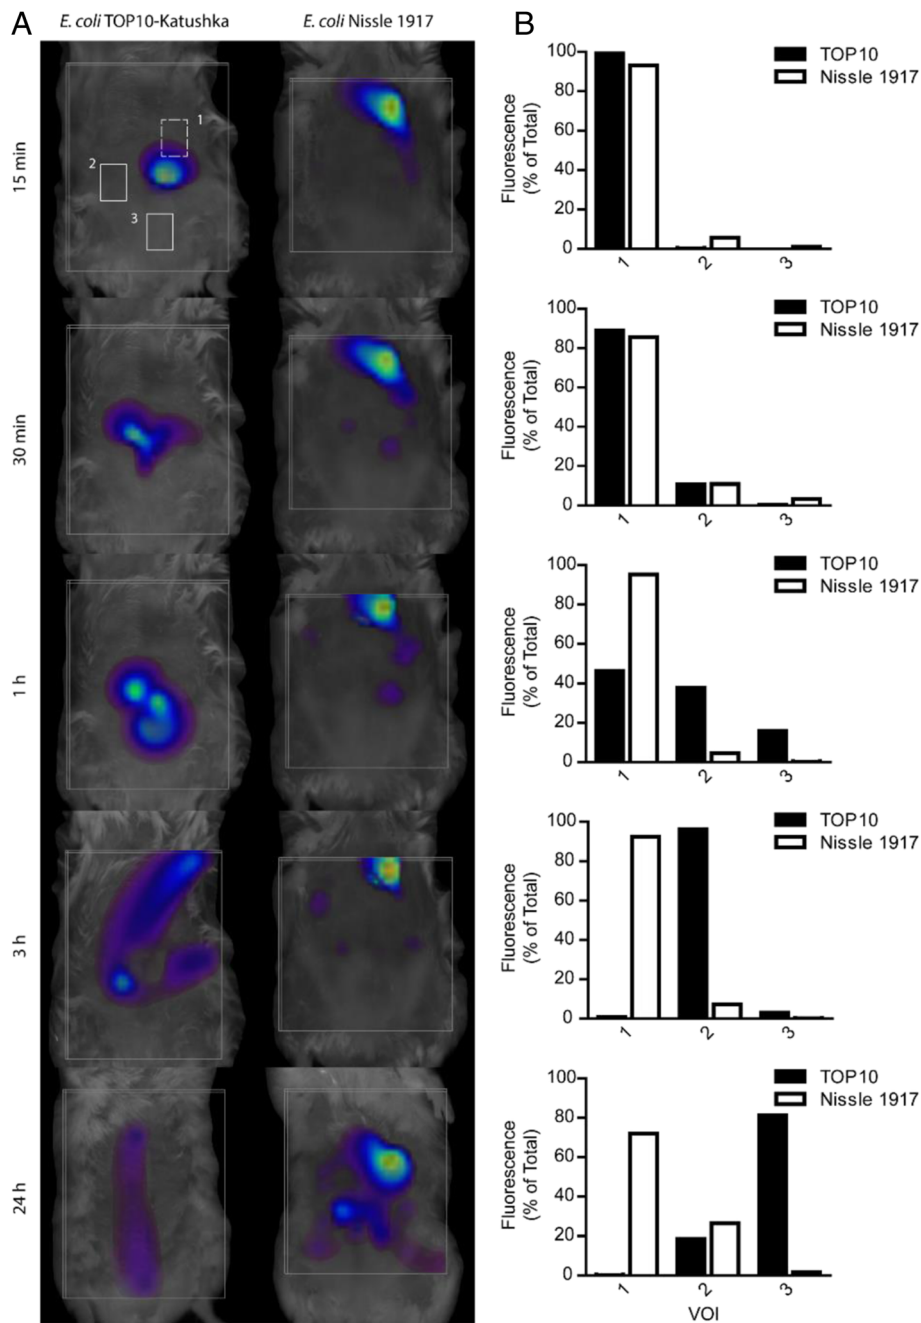 A
E. coli TOP10-Katushka
E. coli Nissle 1917
B
15 min
1
2
3
Fluorescence
(% of Total)
100
80
60
40
20
0
1
2
3
TOP10
Nissle 1917
30 min
Fluorescence
(% of Total)
100
80
60
40
20
0
1
2
3
TOP10
Nissle 1917
1 h
Fluorescence
(% of Total)
100
80
60
40
20
0
1
2
3
TOP10
Nissle 1917
3 h
Fluorescence
(% of Total)
100
80
60
40
20
0
1
2
3
TOP10
Nissle 1917
24 h
Fluorescence
(% of Total)
100
80
60
40
20
0
1
2
3
TOP10
Nissle 1917
VOI